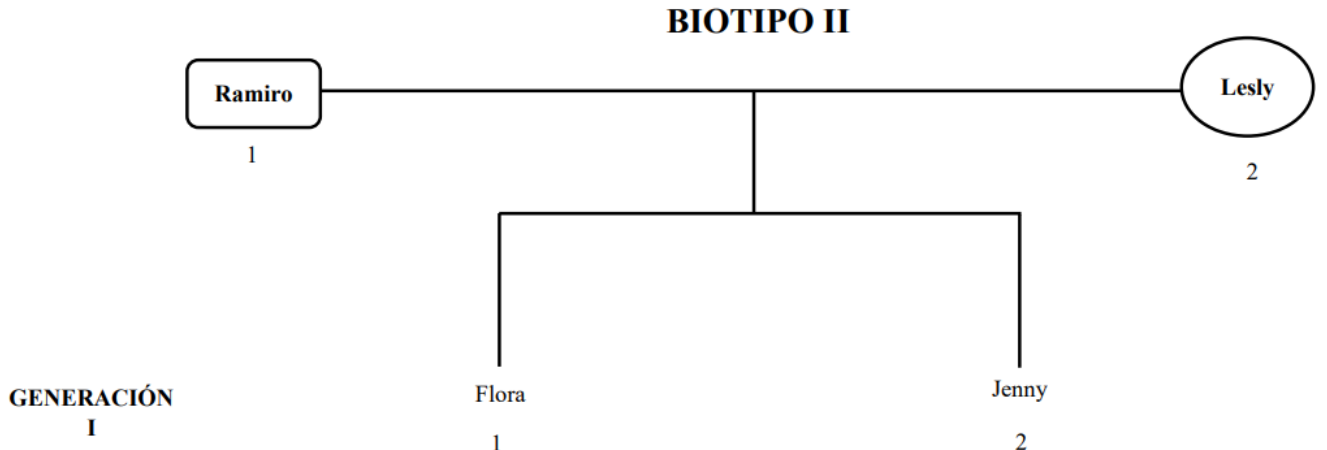 BIOTIPO II
Ramiro
Lesly
1
2
Flora
Jenny
GENERACIÓN
I
1
2